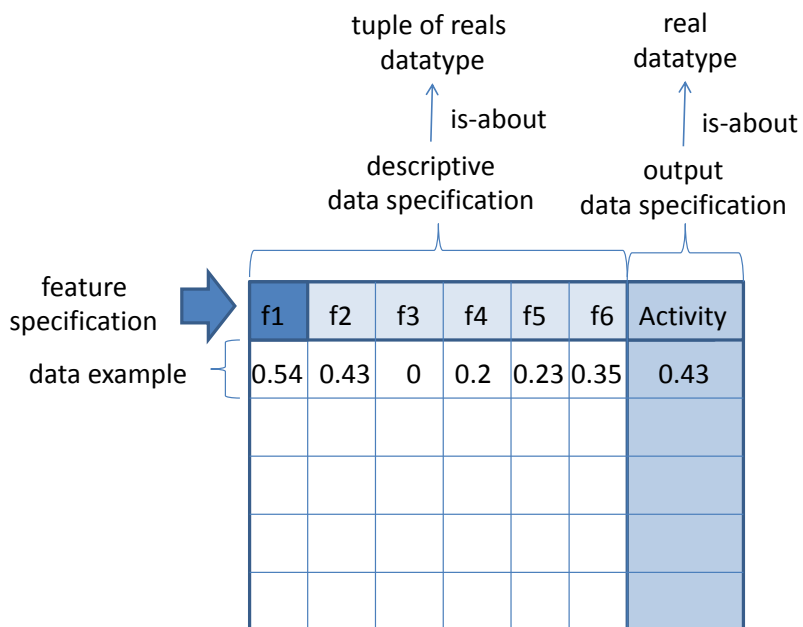 tuple of reals
datatype
real
datatype
is-about
is-about
descriptive
data specification
output
data specification
feature
specification
f1 f2 f3 f4 f5 f6 Activity
data example
0.54 0.43 0 0.2 0.23 0.35 0.43